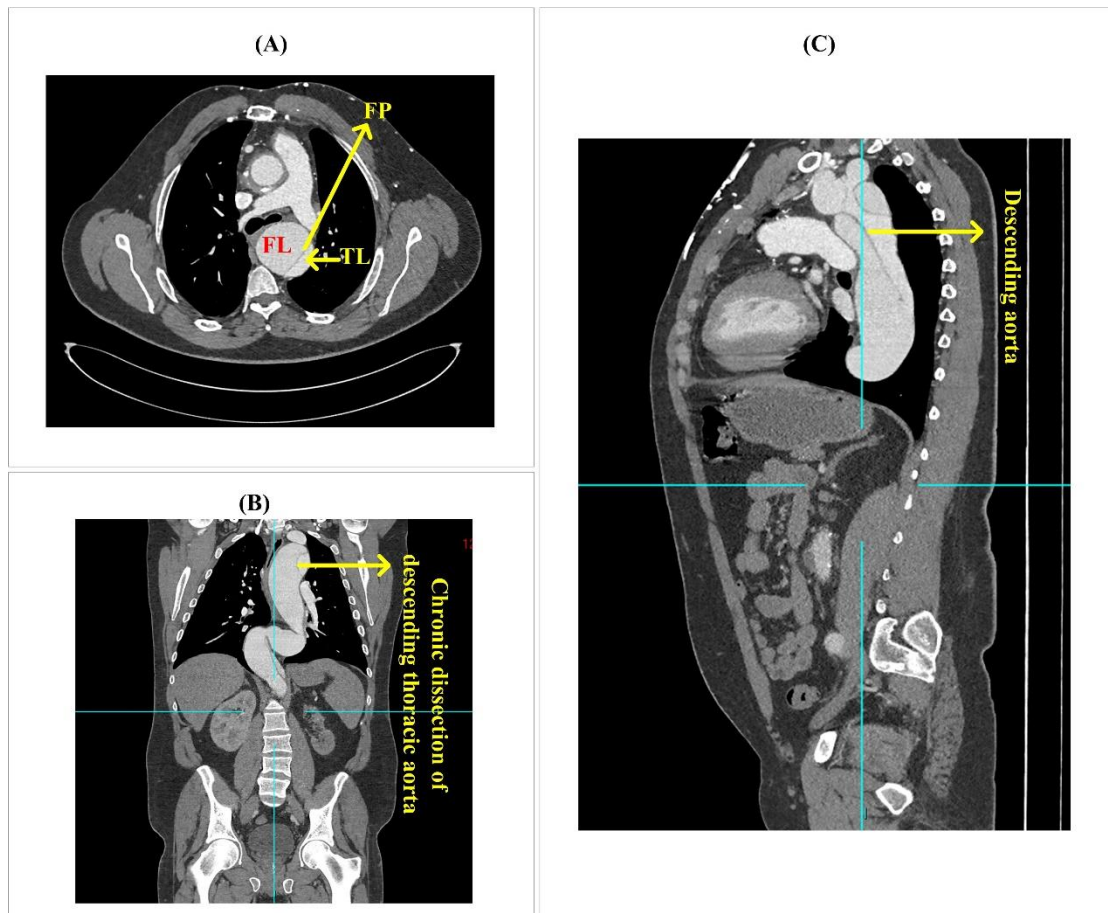 (A)
FP
FL
TL
(B)
Chronic dissection of
descending thoracic aorta
(C)
Descending aorta